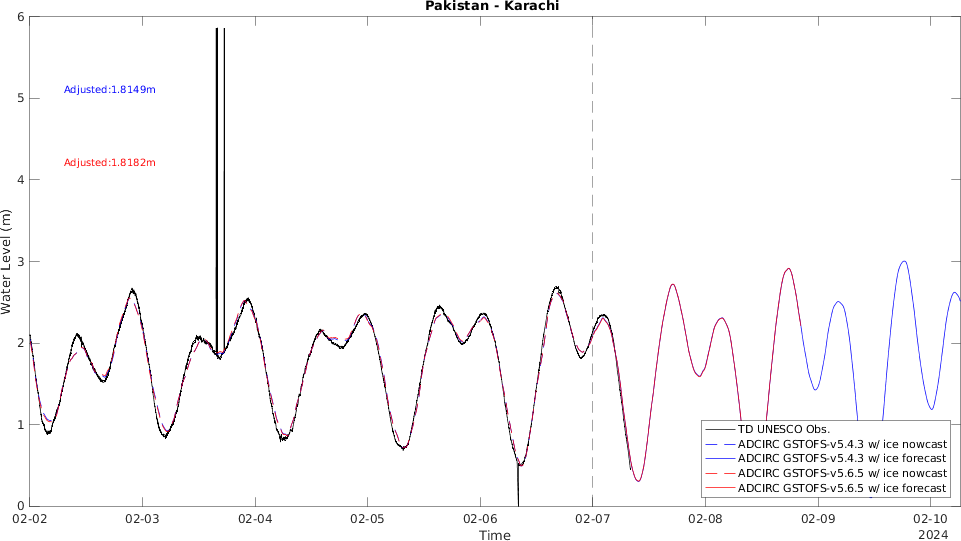 Pakistan - Karachi
6
5
4
3
2
1
0
Water Level (m)
Adjusted:1.8149m
Adjusted:1.8182m
TD UNESCO Obs.
ADCIRC GSTOFS-v5.4.3 w/ ice nowcast
ADCIRC GSTOFS-v5.4.3 w/ ice forecast
ADCIRC GSTOFS-v5.6.5 w/ ice nowcast
ADCIRC GSTOFS-v5.6.5 w/ ice forecast
02-02 02-03 02-04 02-05 02-06 02-07 02-08 02-09 02-10
Time 2024